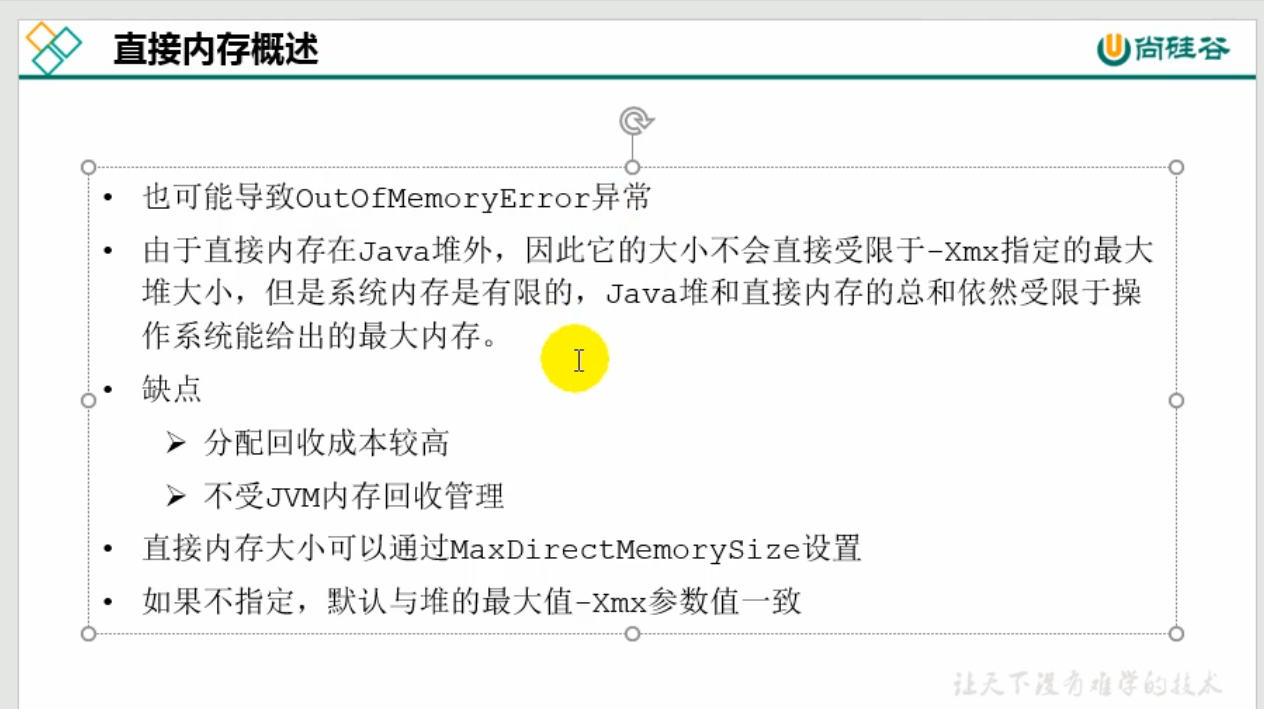 直接内存概述
尚硅谷
• 也可能导致OutOfMemoryError异常
• 由于直接内存在Java堆外，因此它的大小不会直接受限于-Xmx指定的最大
堆大小，但是系统内存是有限的，Java堆和直接内存的总和依然受限于操
作系统能给出的最大内存。
• 缺点
➢ 分配回收成本较高
➢ 不受JVM内存回收管理
• 直接内存大小可以通过MaxDirectMemorySize设置
• 如果不指定，默认与堆的最大值-Xmx参数值一致
让天下没有难学的技术